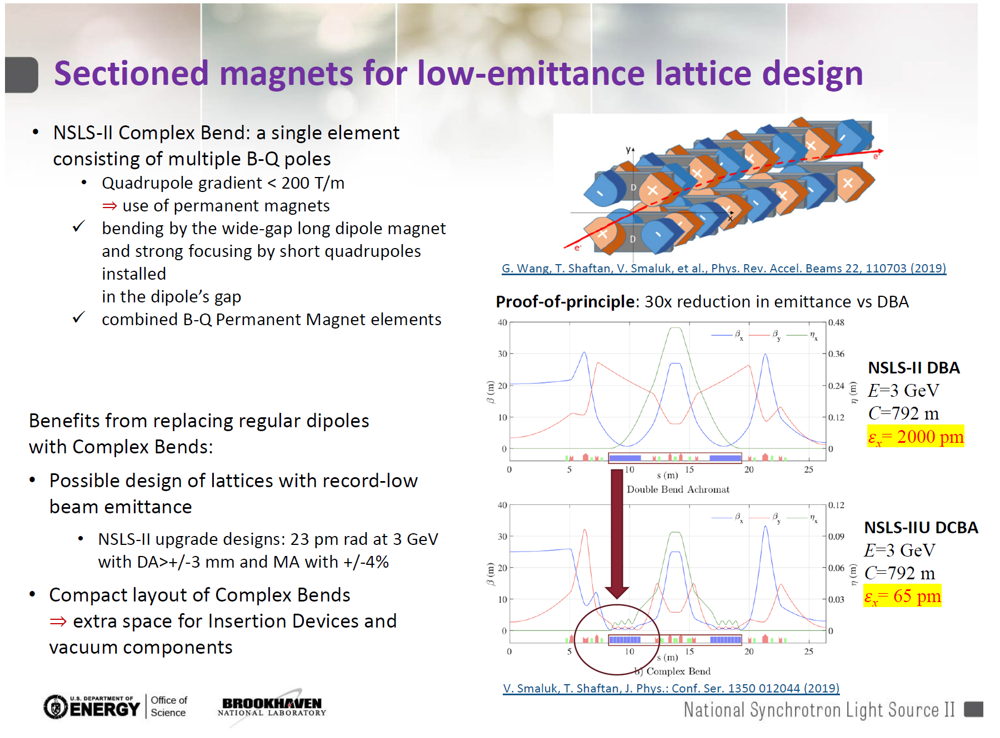 Sectioned magnets for low-emittance lattice design
• NSLS-II Complex Bend: a single element
consisting of multiple B-Q poles
• Quadrupole gradient < 200 T/m
⇒ use of permanent magnets
✓ bending by the wide-gap long dipole magnet
and strong focusing by short quadrupoles
installed
in the dipole’s gap
✓ combined B-Q Permanent Magnet elements
Benefits from replacing regular dipoles
with Complex Bends:
• Possible design of lattices with record-low
beam emittance
• NSLS-II upgrade designs: 23 pm rad at 3 GeV
with DA>+/-3 mm and MA with +/-4%
• Compact layout of Complex Bends
⇒ extra space for Insertion Devices and
vacuum components
y
x
D
D
e-
e-
G. Wang, T. Shaftan, V. Smaluk, et al., Phys. Rev. Accel. Beams 22, 110703 (2019)
Proof-of-principle: 30x reduction in emittance vs DBA
40 30 20 10 0
β (m)
βx βy ηx
0.48 0.36 0.24 0.12 0
η (m)
0 5 10 15 20 25
s (m)
Double Bend Achromat
NSLS-II DBA
E=3 GeV
C=792 m
εx= 2000 pm
40 30 20 10 0
β (m)
βx βy ηx
0.12 0.09 0.06 0.03 0
η (m)
0 5 10 15 20 25
s (m)
b) Complex Bend
NSLS-IIU DCBA
E=3 GeV
C=792 m
εx= 65 pm
V. Smaluk, T. Shaftan, J. Phys.: Conf. Ser. 1350 012044 (2019)
U.S. DEPARTMENT OF
ENERGY
Office of
Science
BROOKHAVEN
NATIONAL LABORATORY
National Synchrotron Light Source II